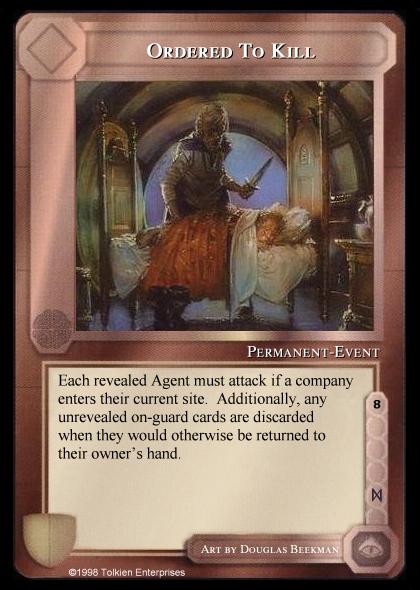 Ordered To Kill
Permanent-Event
Each revealed Agent must attack if a company
enters their current site. Additionally, any
unrevealed on-guard cards are discarded
when they would otherwise be returned to
their owner's hand.
8
ᛞ
Art by Douglas Beekman
©1998 Tolkien Enterprises